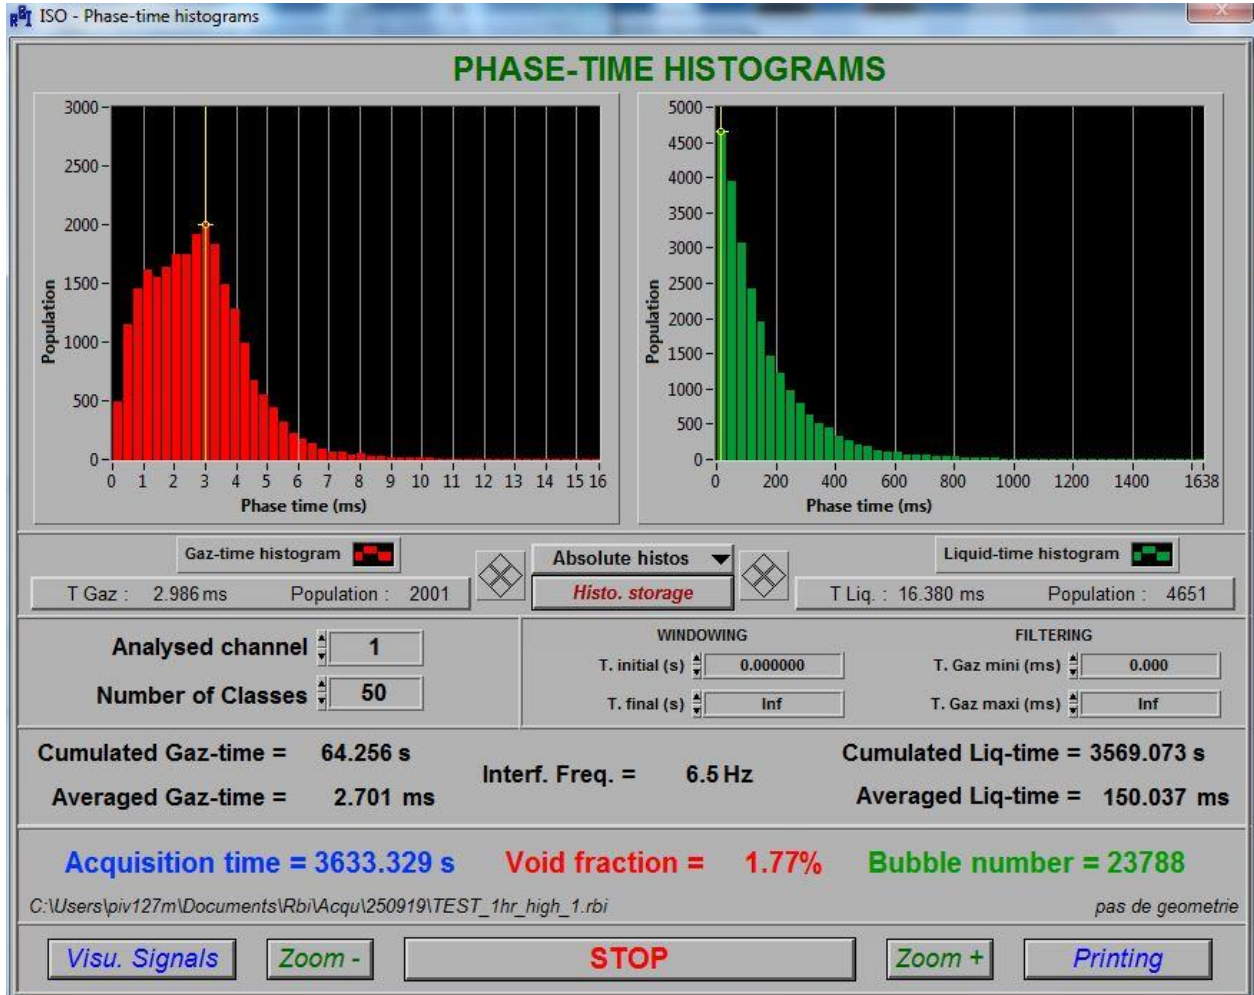 RBI ISO - Phase-time histograms
PHASE-TIME HISTOGRAMS
3000
2500
2000
1500
1000
500
0
Population
0 1 2 3 4 5 6 7 8 9 10 11 12 13 14 15 16
Phase time (ms)
5000
4500
4000
3500
3000
2500
2000
1500
1000
500
0
Population
0 200 400 600 800 1000 1200 1400 1638
Phase time (ms)
Gaz-time histogram
T Gaz : 2.986 ms Population : 2001
Absolute histos
Histo. storage
Liquid-time histogram
T Liq. : 16.380 ms Population : 4651
Analysed channel 1
Number of Classes 50
WINDOWING
T. initial (s) 0.000000
T. final (s) Inf
FILTERING
T. Gaz mini (ms) 0.000
T. Gaz maxi (ms) Inf
Cumulated Gaz-time = 64.256 s
Averaged Gaz-time = 2.701 ms
Interf. Freq. = 6.5 Hz
Cumulated Liq-time = 3569.073 s
Averaged Liq-time = 150.037 ms
Acquisition time = 3633.329 s Void fraction = 1.77% Bubble number = 23788
C:\Users\piv127m\Documents\Rbi\Acqu\250919\TEST_1hr_high_1.rbi pas de geometrie
Visu. Signals Zoom - STOP Zoom + Printing